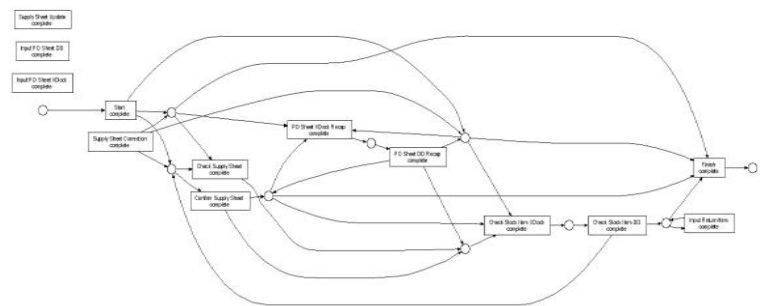 Supply Sheet Update
complete
Input PO Sheet DD
complete
Input PO Sheet XDock
complete
Start
complete
Supply Sheet Correction
complete
PO Sheet XDock Recap
complete
PO Sheet DD Recap
complete
Check Supply Sheet
complete
Confirm Supply Sheet
complete
Finish
complete
Check Stock Item XDock
complete
Check Stock Item DD
complete
Input Return Item
complete